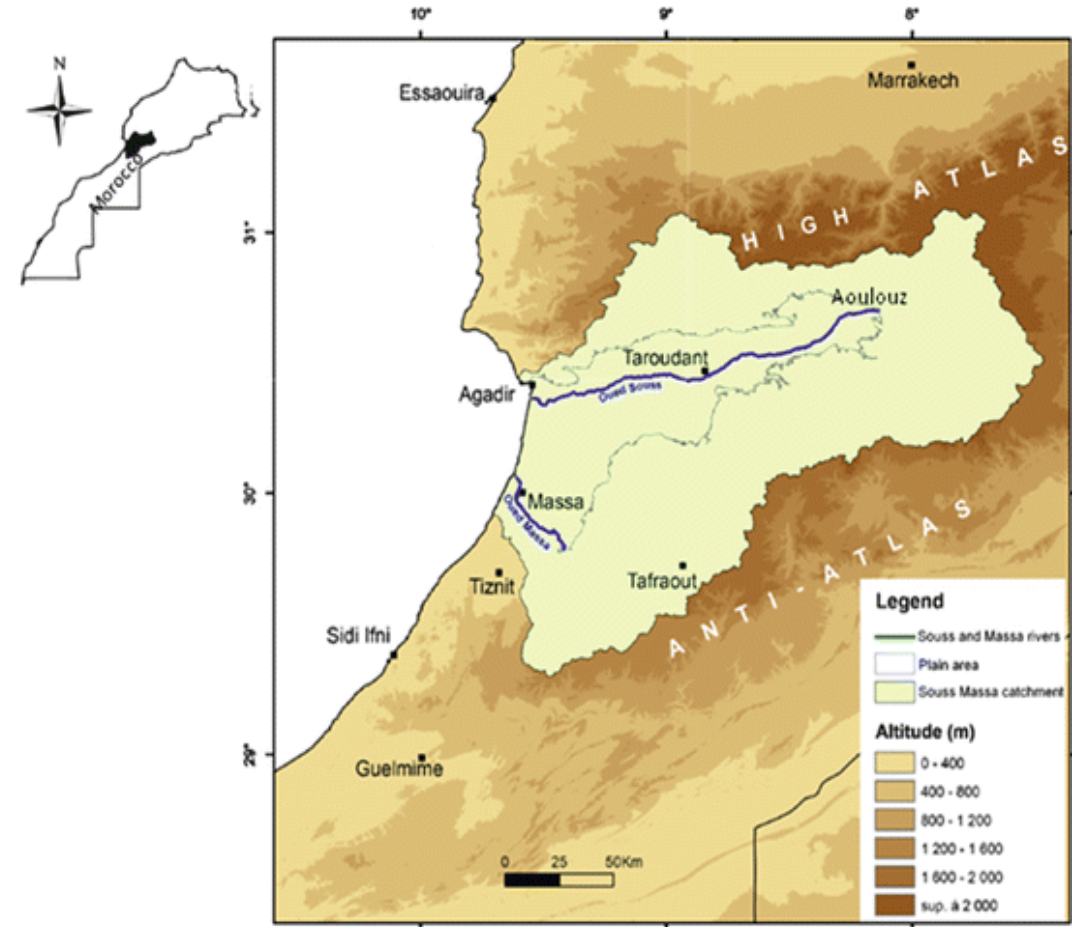 10°
9°
8°
N
Morocco
Essaouira
Marrakech
HIGH ATLAS
31°
Aoulouz
Taroudant
Oued Souss
Agadir
30°
Massa
Oued Massa
Tiznit
Tafraout
ANTI-ATLAS
Sidi Ifni
29°
Guelmime
0 25 50Km
Legend
Souss and Massa rivers
Plain area
Souss Massa catchment
Altitude (m)
0 - 400
400 - 800
800 - 1 200
1 200 - 1 600
1 600 - 2 000
sup. à 2 000